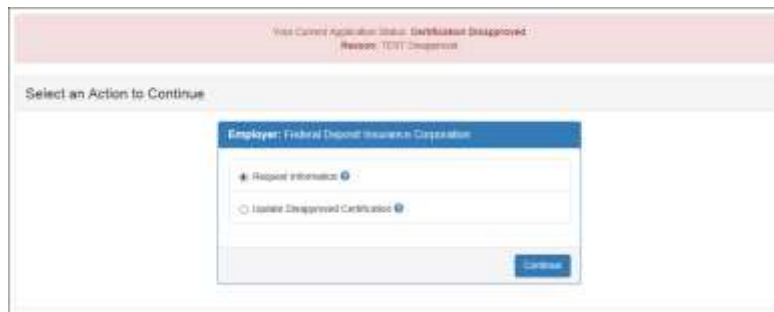 Your Current Application Status: Certification Disapproved
Reason: TEST Disapproval
Select an Action to Continue
Employer: Federal Deposit Insurance Corporation
Request Information
Update Disapproved Certification
Continue